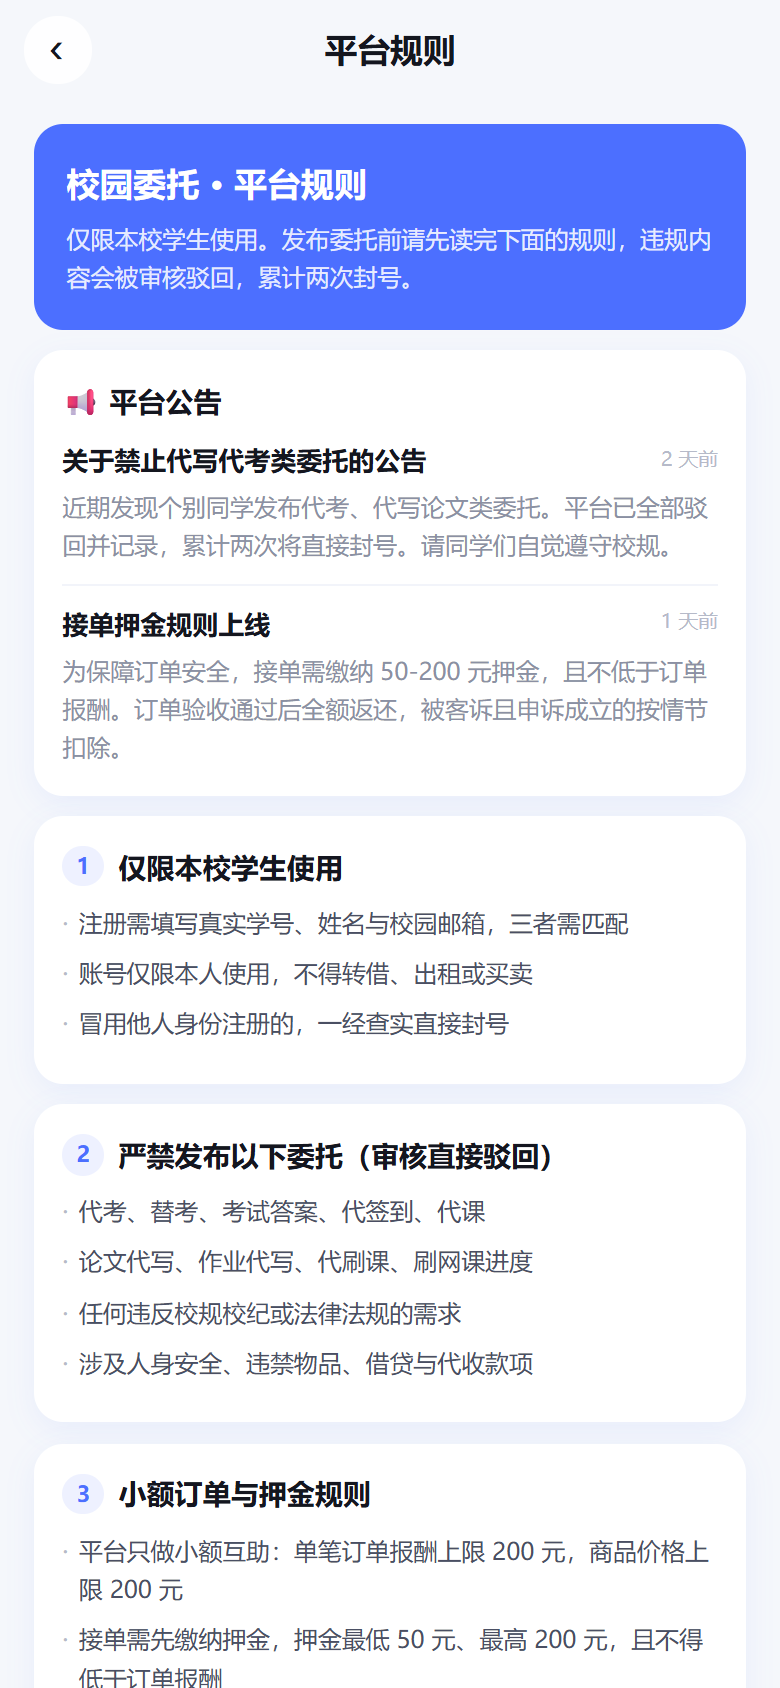 ‹
平台规则
校园委托 · 平台规则
仅限本校学生使用。发布委托前请先读完下面的规则，违规内
容会被审核驳回，累计两次封号。
平台公告
关于禁止代写代考类委托的公告
2 天前
近期发现个别同学发布代考、代写论文类委托。平台已全部驳
回并记录，累计两次将直接封号。请同学们自觉遵守校规。
接单押金规则上线
1 天前
为保障订单安全，接单需缴纳 50-200 元押金，且不低于订单
报酬。订单验收通过后全额返还，被客诉且申诉成立的按情节
扣除。
1 仅限本校学生使用
· 注册需填写真实学号、姓名与校园邮箱，三者需匹配
· 账号仅限本人使用，不得转借、出租或买卖
· 冒用他人身份注册的，一经查实直接封号
2 严禁发布以下委托（审核直接驳回）
· 代考、替考、考试答案、代签到、代课
· 论文代写、作业代写、代刷课、刷网课进度
· 任何违反校规校纪或法律法规的需求
· 涉及人身安全、违禁物品、借贷与代收款项
3 小额订单与押金规则
· 平台只做小额互助：单笔订单报酬上限 200 元，商品价格上
限 200 元
· 接单需先缴纳押金，押金最低 50 元、最高 200 元，且不得
低于订单报酬